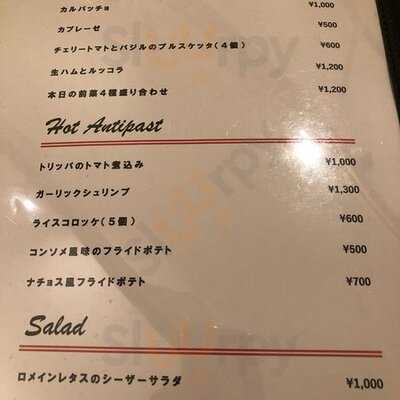 カルパッチョ ¥1,000
カプレーゼ ¥500
チェリートマトとバジルのブルスケッタ(4個) ¥600
生ハムとルッコラ ¥1,200
本日の前菜4種盛り合わせ ¥1,200
Hot Antipast
トリッパのトマト煮込み ¥1,000
ガーリックシュリンプ ¥1,300
ライスコロッケ(5個) ¥600
コンソメ風味のフライドポテト ¥500
ナチョス風フライドポテト ¥700
Salad
ロメインレタスのシーザーサラダ ¥1,000